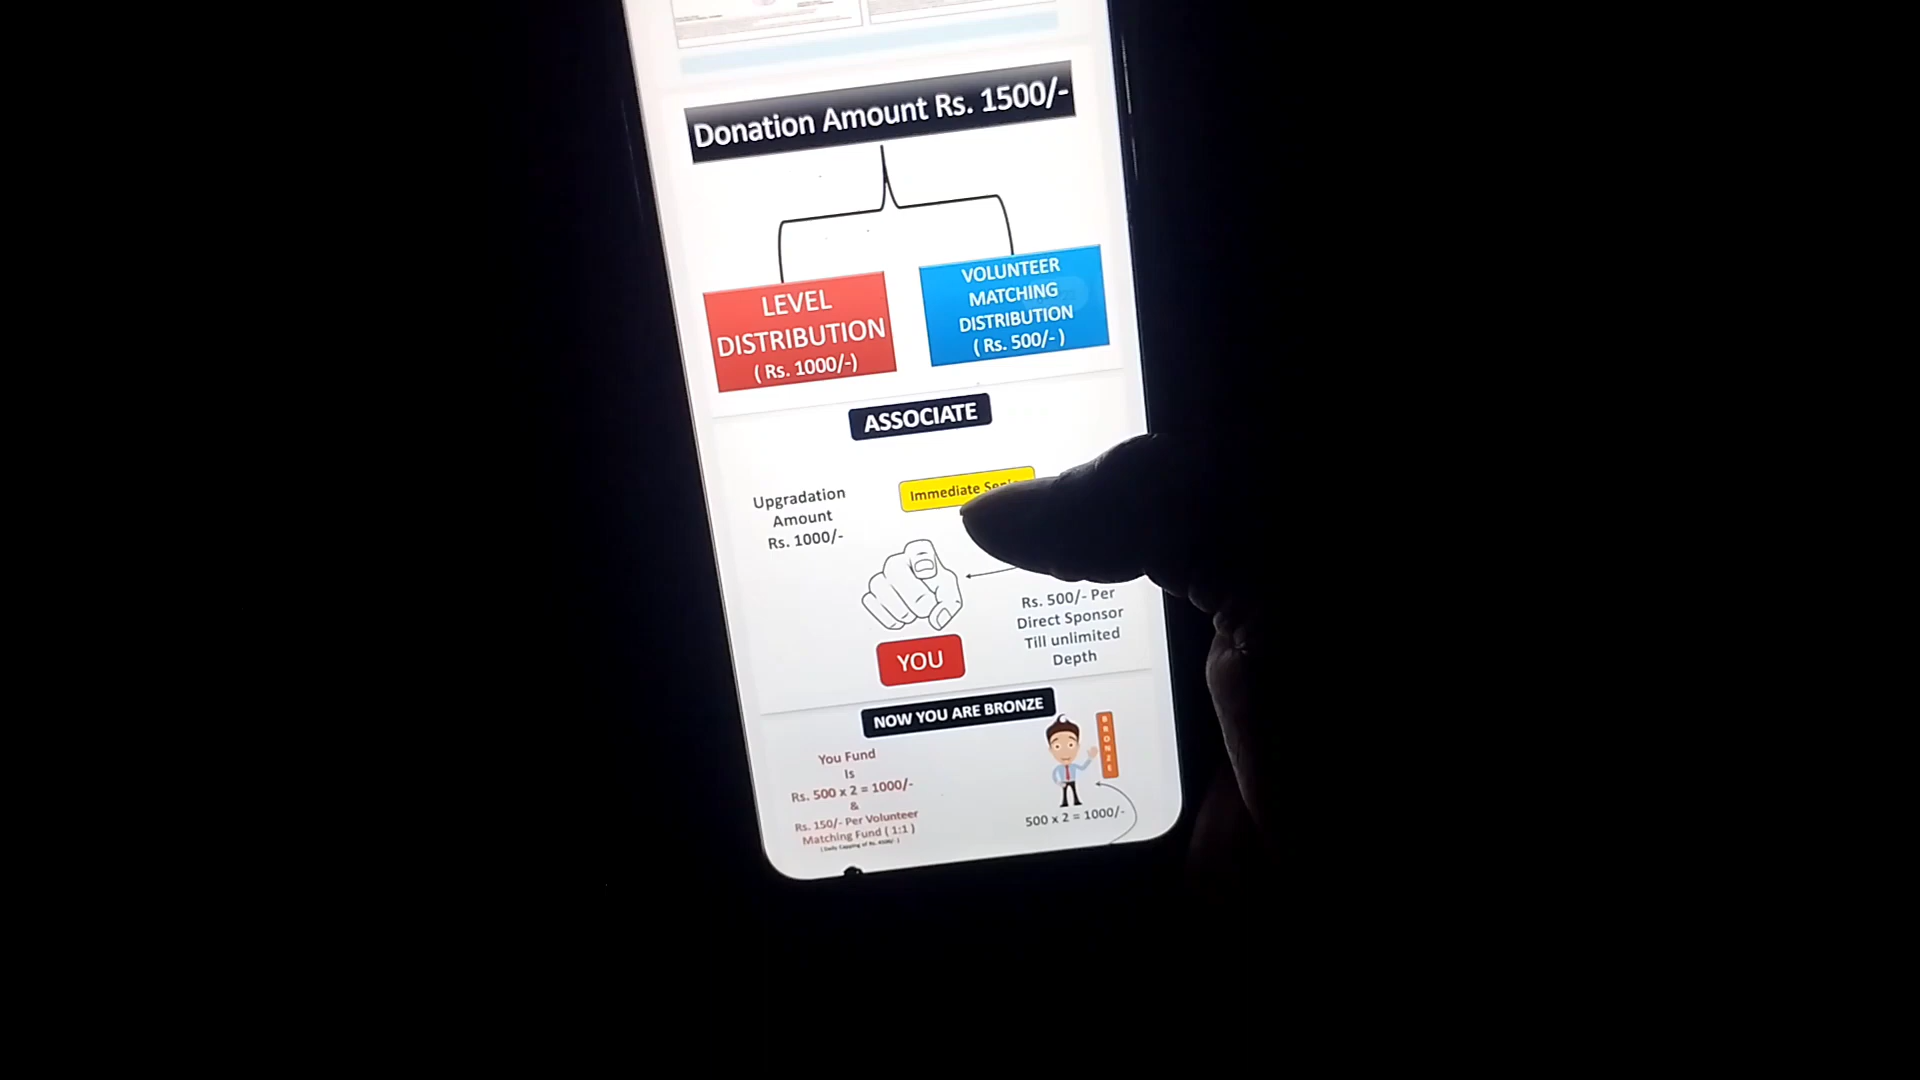 Donation Amount Rs. 1500/-
LEVEL
DISTRIBUTION
( Rs. 1000/-)
VOLUNTEER
MATCHING
DISTRIBUTION
( Rs. 500/- )
ASSOCIATE
Upgradation
Amount
Rs. 1000/-
Immediate
Rs. 500/- Per
Direct Sponsor
Till unlimited
Depth
YOU
NOW YOU ARE BRONZE
You Fund
Is
Rs. 500 x 2 = 1000/-
&
Rs. 150/- Per Volunteer
Matching Fund ( 1:1 )
BRONZE
500 x 2 = 1000/-